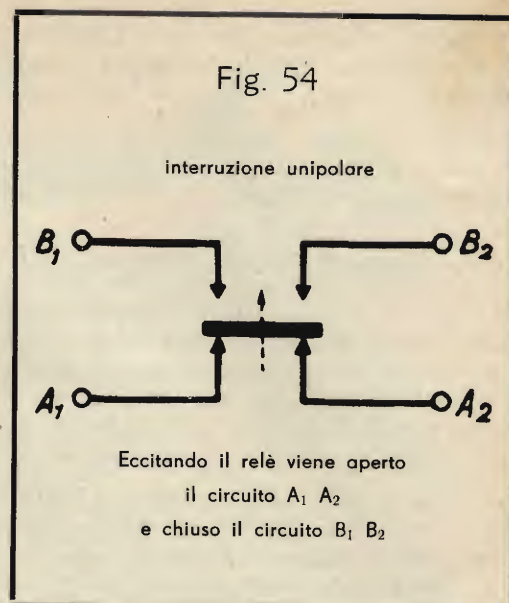 Fig. 54
interruzione unipolare
B₁ B₂
A₁ A₂
Eccitando il relè viene aperto
il circuito A₁ A₂
e chiuso il circuito B₁ B₂